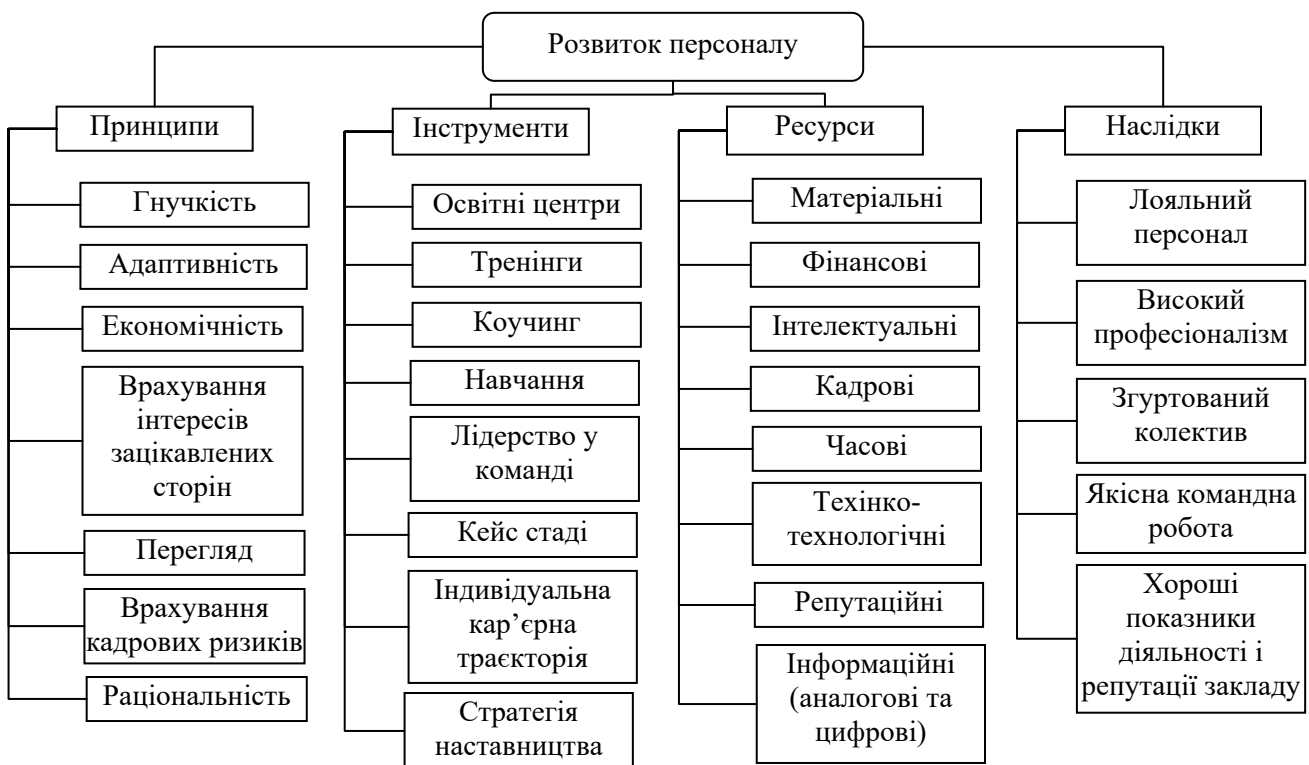 Розвиток персоналу
Принципи
Гнучкість
Адаптивність
Економічність
Врахування
інтересів
зацікавлених
сторін
Перегляд
Врахування
кадрових ризиків
Раціональність
Інструменти
Освітні центри
Тренінги
Коучинг
Навчання
Лідерство у
команді
Кейс стаді
Індивідуальна
кар’єрна
траєкторія
Стратегія
наставництва
Ресурси
Матеріальні
Фінансові
Інтелектуальні
Кадрові
Часові
Техінко-
технологічні
Репутаційні
Інформаційні
(аналогові та
цифрові)
Наслідки
Лояльний
персонал
Високий
професіоналізм
Згуртований
колектив
Якісна командна
робота
Хороші
показники
діяльності і
репутації закладу